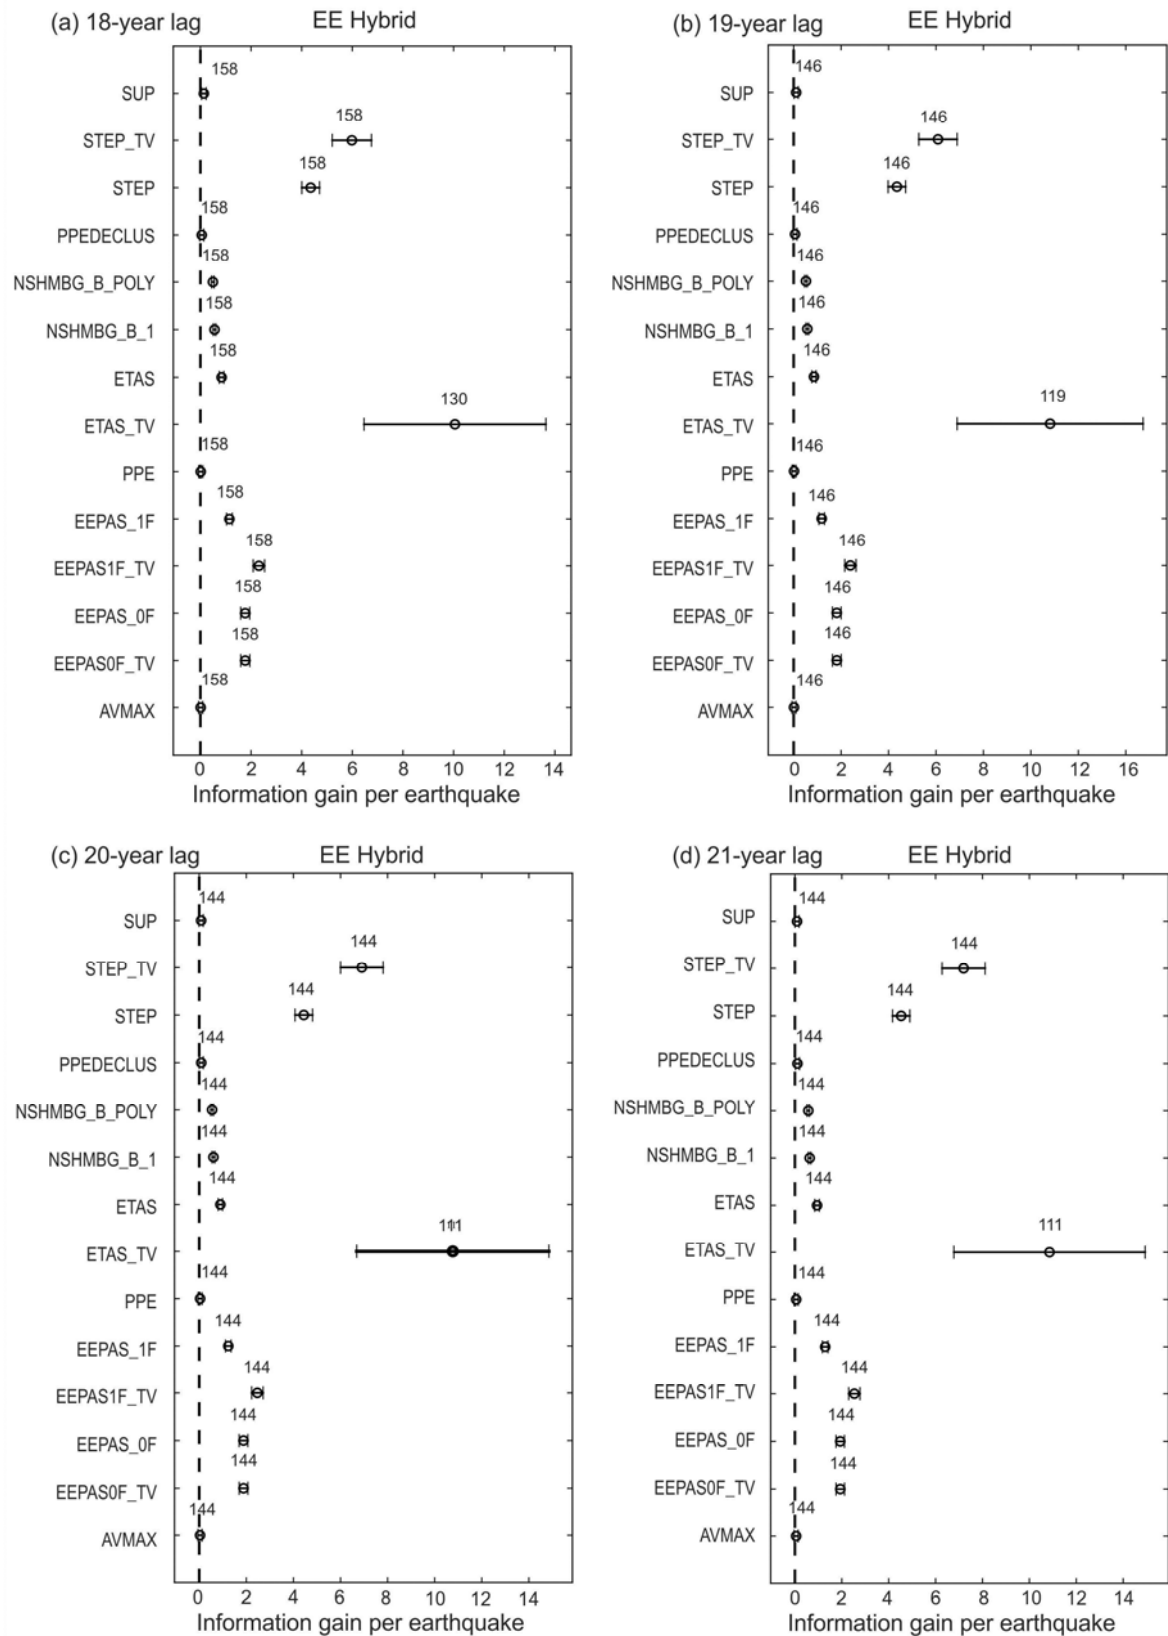 (a) 18-year lag EE Hybrid
158
SUP
158
STEP_TV
158
STEP
158
PPEDECLUS
158
NSHMBG_B_POLY
158
NSHMBG_B_1
158
ETAS
130
ETAS_TV
158
PPE
158
EEPAS_1F
158
EEPAS1F_TV
158
EEPAS_0F
158
EEPAS0F_TV
158
AVMAX
0 2 4 6 8 10 12 14
Information gain per earthquake
(b) 19-year lag EE Hybrid
146
SUP
146
STEP_TV
146
STEP
146
PPEDECLUS
146
NSHMBG_B_POLY
146
NSHMBG_B_1
146
ETAS
119
ETAS_TV
146
PPE
146
EEPAS_1F
146
EEPAS1F_TV
146
EEPAS_0F
146
EEPAS0F_TV
146
AVMAX
0 2 4 6 8 10 12 16
Information gain per earthquake
(c) 20-year lag EE Hybrid
144
SUP
144
STEP_TV
144
STEP
144
PPEDECLUS
144
NSHMBG_B_POLY
144
NSHMBG_B_1
144
ETAS
111
ETAS_TV
144
PPE
144
EEPAS_1F
144
EEPAS1F_TV
144
EEPAS_0F
144
EEPAS0F_TV
144
AVMAX
0 2 4 6 8 10 12 14
Information gain per earthquake
(d) 21-year lag EE Hybrid
144
SUP
144
STEP_TV
144
STEP
144
PPEDECLUS
144
NSHMBG_B_POLY
144
NSHMBG_B_1
144
ETAS
111
ETAS_TV
144
PPE
144
EEPAS_1F
144
EEPAS1F_TV
144
EEPAS_0F
144
EEPAS0F_TV
144
AVMAX
0 2 4 6 8 10 12 14
Information gain per earthquake